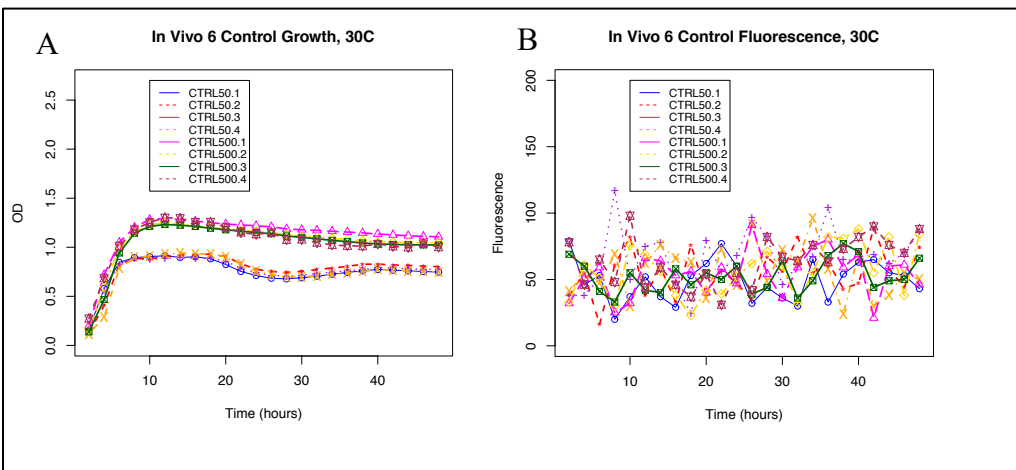 A
In Vivo 6 Control Growth, 30C
CTRL50.1
CTRL50.2
CTRL50.3
CTRL50.4
CTRL500.1
CTRL500.2
CTRL500.3
CTRL500.4
OD
2.5
2.0
1.5
1.0
0.5
0.0
10 20 30 40
Time (hours)
B
In Vivo 6 Control Fluorescence, 30C
CTRL50.1
CTRL50.2
CTRL50.3
CTRL50.4
CTRL500.1
CTRL500.2
CTRL500.3
CTRL500.4
Fluorescence
200
150
100
50
0
10 20 30 40
Time (hours)